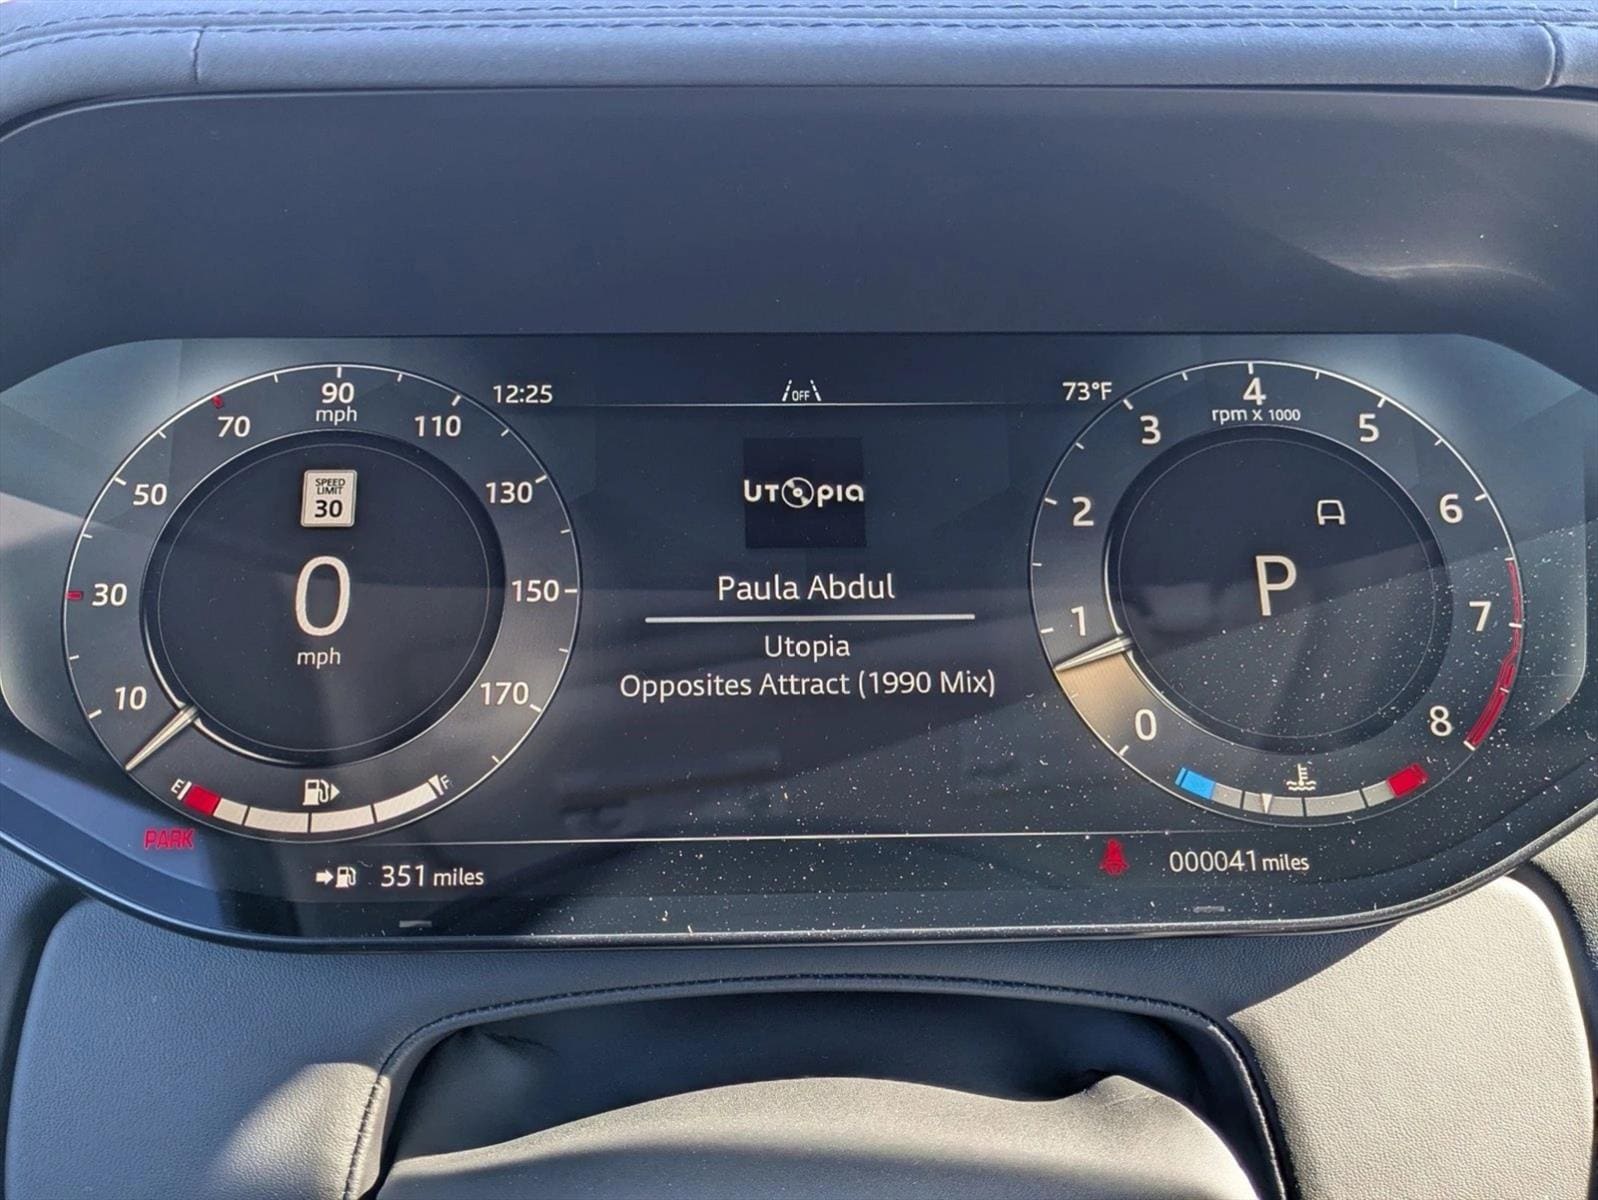 12:25
OFF
73°F
10
30
50
70
90
mph
110
130
150
170
SPEED
LIMIT
30
0
mph
E
F
PARK
351 miles
UTOPIA
Paula Abdul
Utopia
Opposites Attract (1990 Mix)
0
1
2
3
4
rpm x 1000
5
6
7
8
P
000041 miles